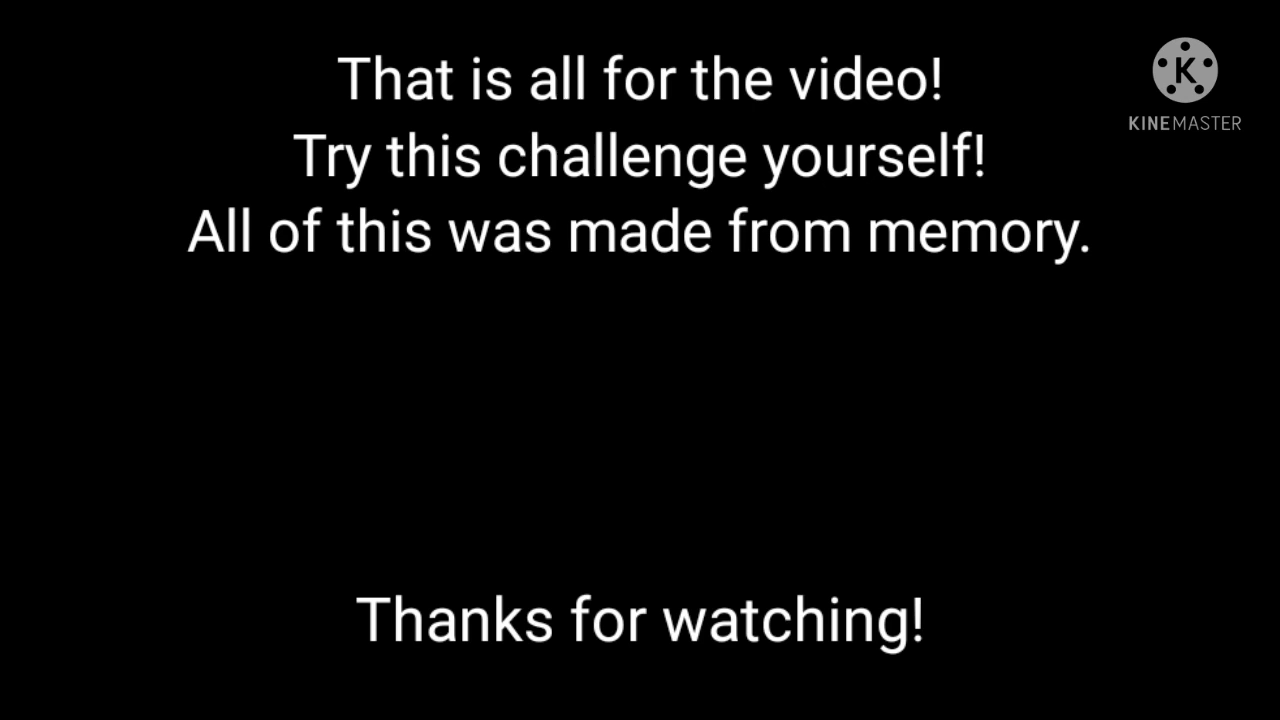 That is all for the video!
Try this challenge yourself!
All of this was made from memory.
K
KINEMASTER
Thanks for watching!